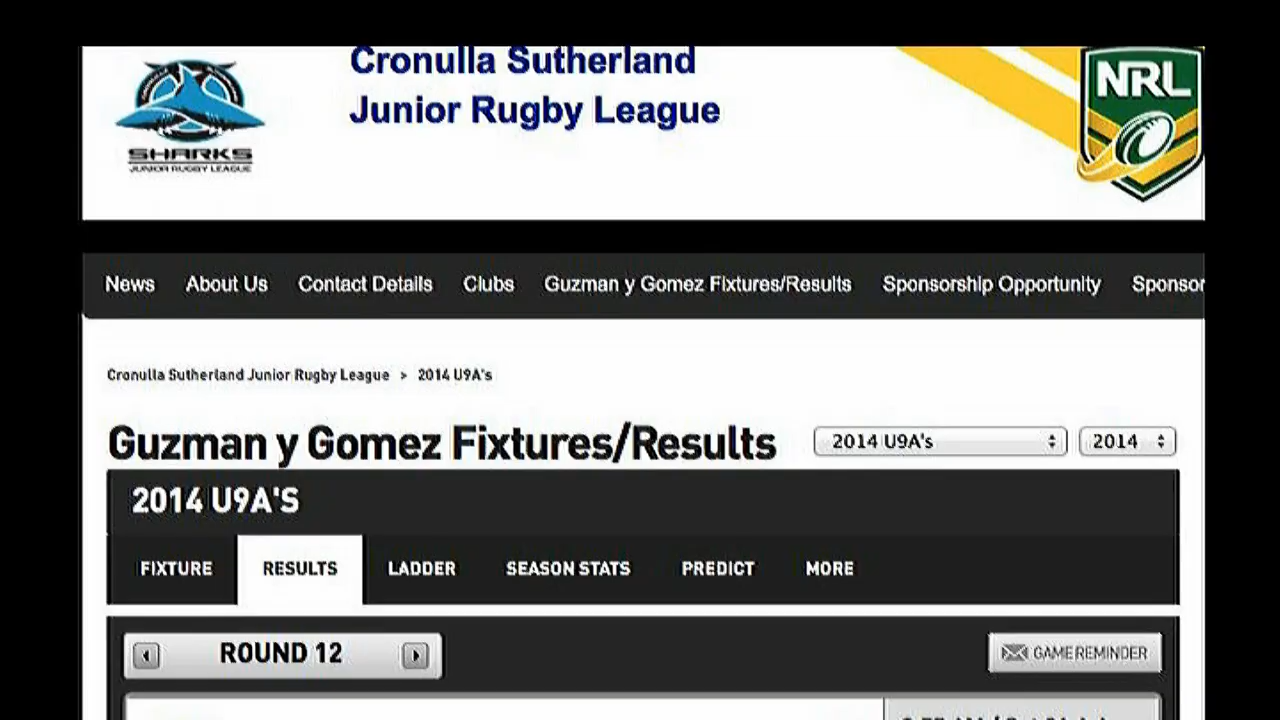 Cronulla Sutherland
Junior Rugby League
NRL
SHARKS
JUNIOR RUGBY LEAGUE
News About Us Contact Details Clubs Guzman y Gomez Fixtures/Results Sponsorship Opportunity Sponsor
Cronulla Sutherland Junior Rugby League > 2014 U9A's
Guzman y Gomez Fixtures/Results 2014 U9A's 2014
2014 U9A'S
FIXTURE RESULTS LADDER SEASON STATS PREDICT MORE
ROUND 12 GAME REMINDER